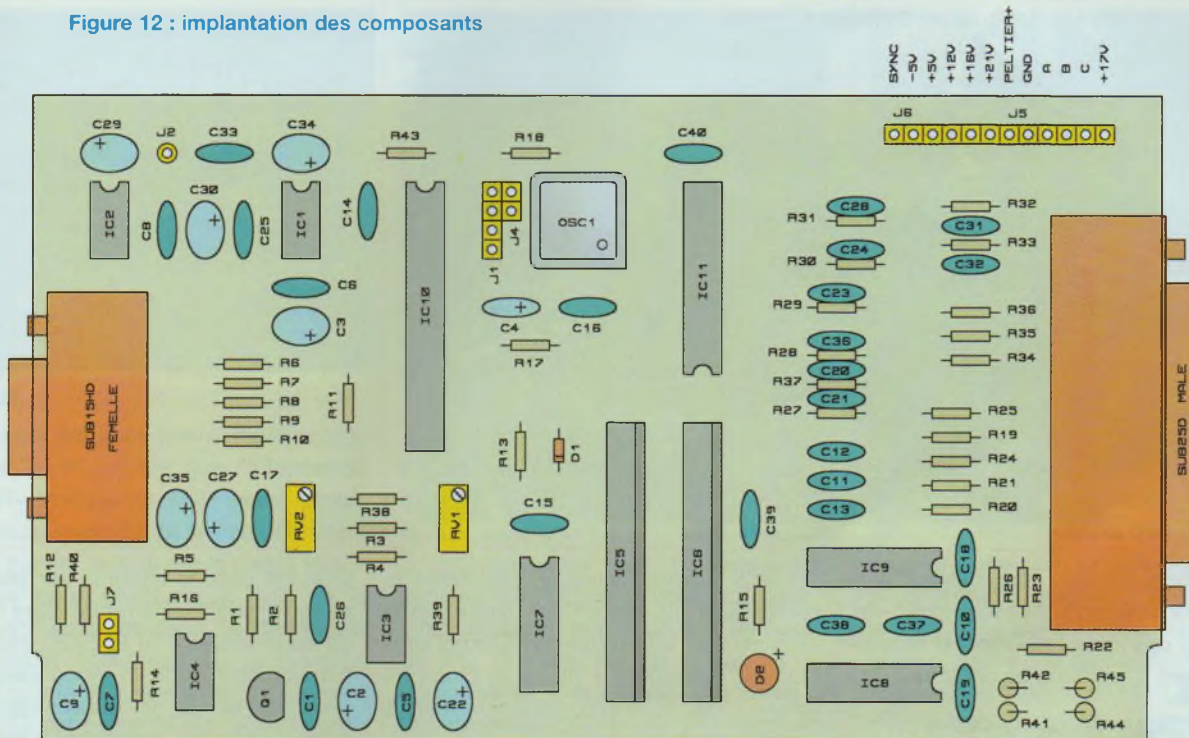 Figure 12 : implantation des composants
SYNC
-5V
+5V
+12V
+16V
+21V
PELTIER+
GND
A
B
C
+17V
J6
J5
C29
J2
C33
C34
R43
R18
C40
IC2
C8
C30
C25
IC1
C14
IC10
J4
J1
OSC1
IC11
C28
R31
C24
R30
C23
R29
C36
R28
C20
R37
C21
R27
R32
C31
R33
C32
R36
R35
R34
SUB25D MALE
C6
C3
C4
C16
R17
SUB15HD
FEMELLE
R6
R7
R8
R9
R10
R11
R13
D1
R25
R19
R24
R21
R20
C12
C11
C13
C35
C27
C17
RV2
R38
R3
R4
RV1
C15
IC5
IC6
C39
R12
R40
J7
R5
R16
R1
R2
C26
IC3
R39
IC7
R15
IC9
C18
R26
R23
C38
C37
C10
R22
C9
C7
R14
IC4
Q1
C1
C2
C5
C22
D2
IC8
C19
R42
R45
R41
R44